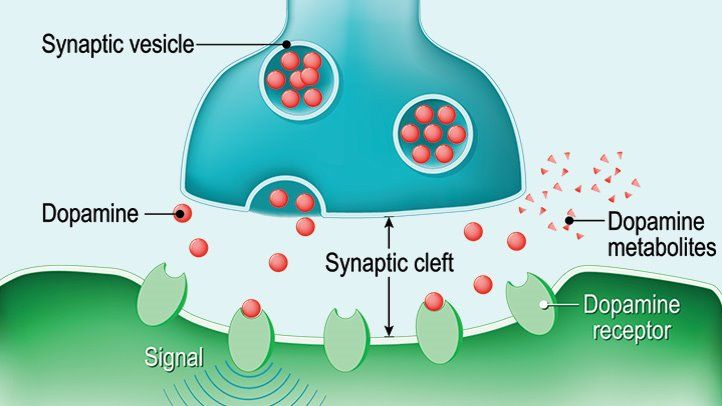 Synaptic vesicle
Dopamine
Dopamine
metabolites
Synaptic cleft
Dopamine
receptor
Signal